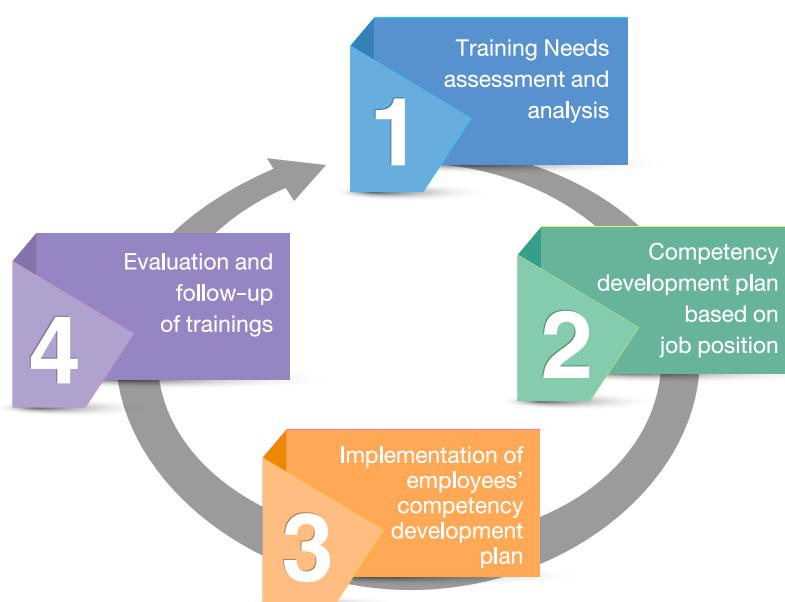 1
Training Needs
assessment and
analysis
2
Competency
development plan
based on
job position
3
Implementation of
employees’
competency
development
plan
4
Evaluation and
follow–up
of trainings